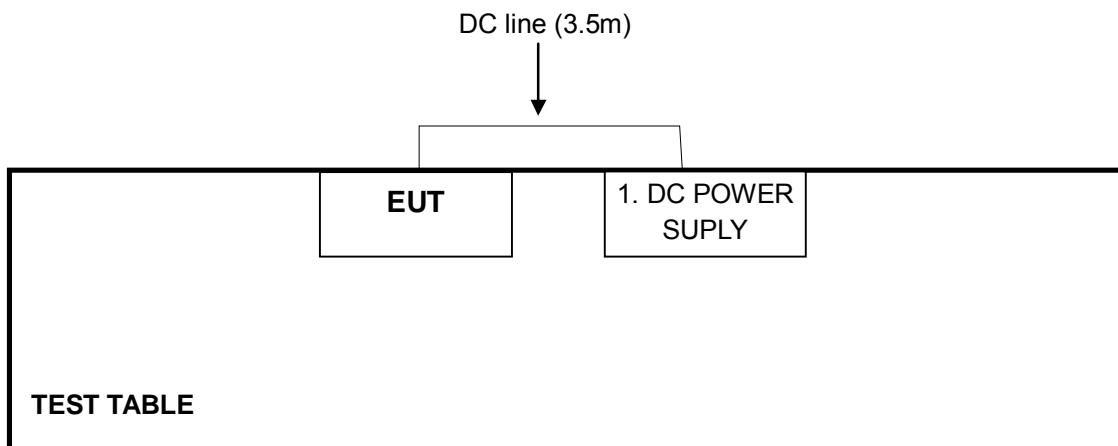 DC line (3.5m)
EUT
1. DC POWER
SUPLY
TEST TABLE